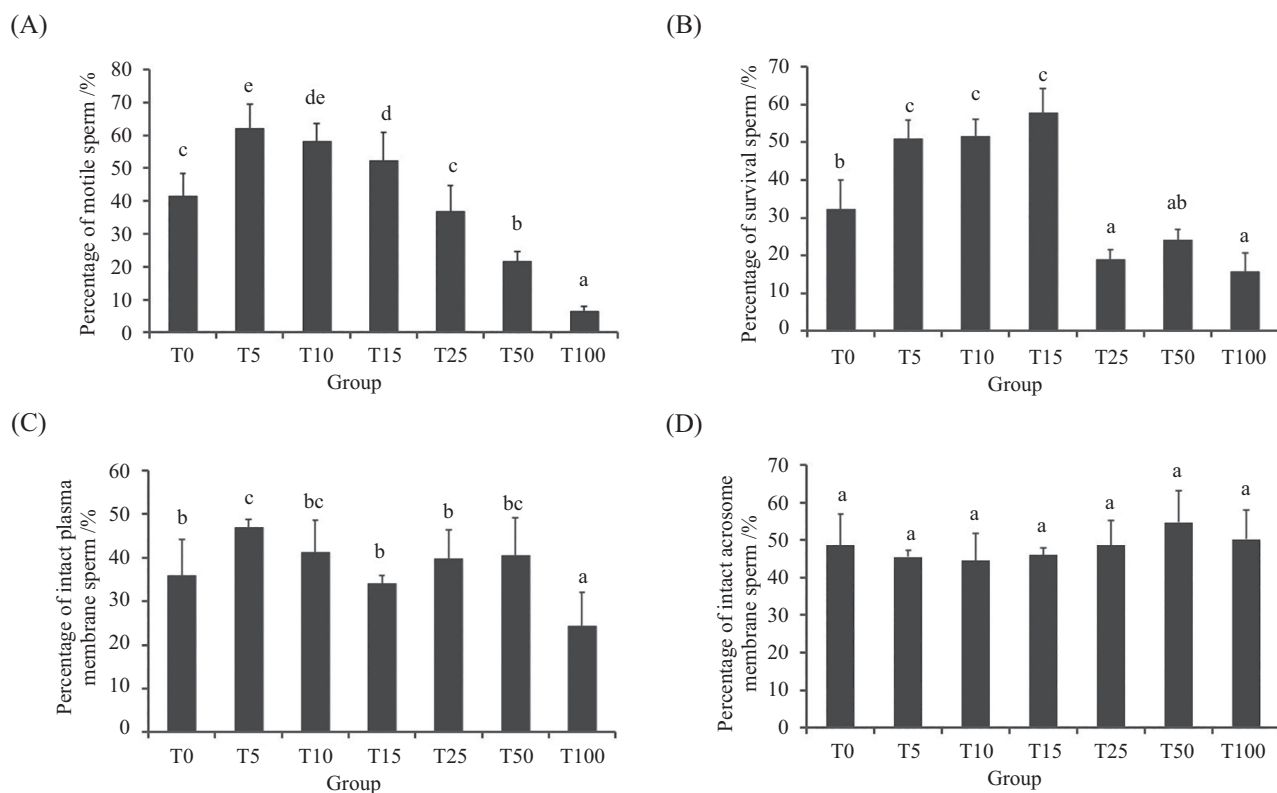 (A)
Percentage of motile sperm /%
80
70
60
50
40
30
20
10
0
c
e
de
d
c
b
a
T0 T5 T10 T15 T25 T50 T100
Group
(B)
Percentage of survival sperm /%
70
60
50
40
30
20
10
0
b
c
c
c
a
ab
a
T0 T5 T10 T15 T25 T50 T100
Group
(C)
Percentage of intact plasma
membrane sperm /%
60
50
40
30
20
10
0
b
c
bc
b
b
bc
a
T0 T5 T10 T15 T25 T50 T100
Group
(D)
Percentage of intact acrosome
membrane sperm /%
70
60
50
40
30
20
10
0
a
a
a
a
a
a
a
T0 T5 T10 T15 T25 T50 T100
Group